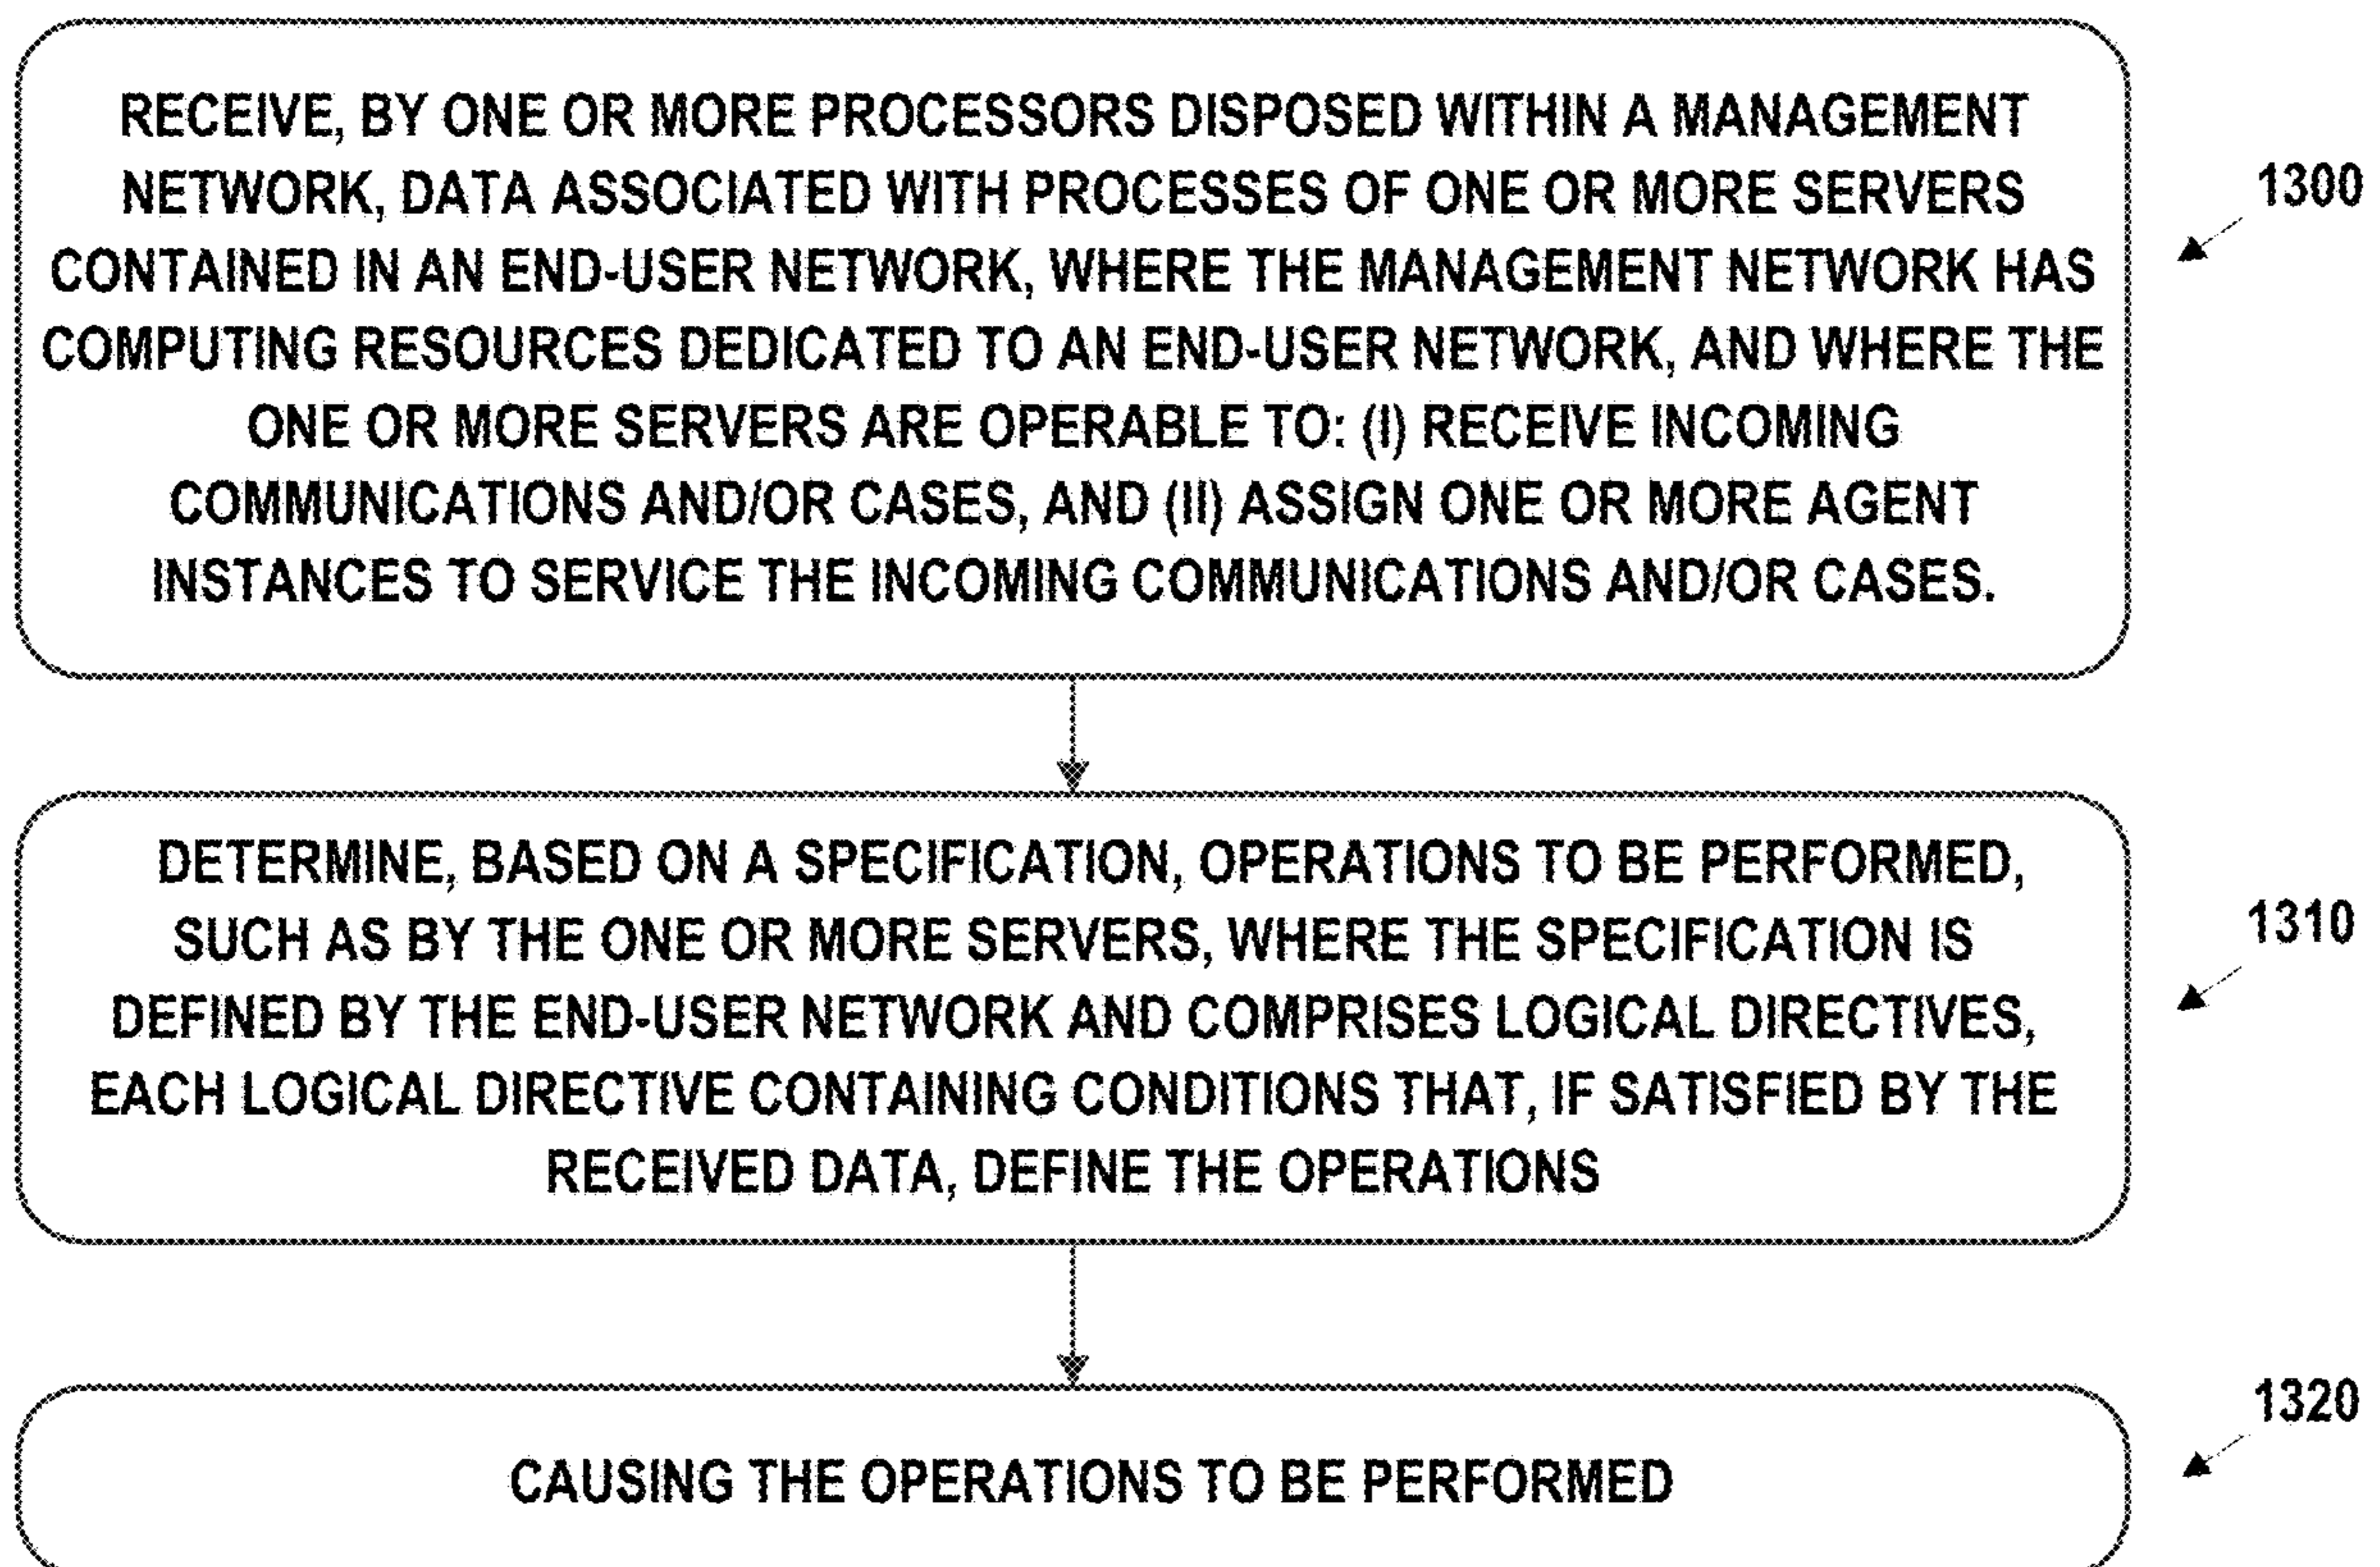 RECEIVE, BY ONE OR MORE PROCESSORS DISPOSED WITHIN A MANAGEMENT
NETWORK, DATA ASSOCIATED WITH PROCESSES OF ONE OR MORE SERVERS
CONTAINED IN AN END-USER NETWORK, WHERE THE MANAGEMENT NETWORK HAS
COMPUTING RESOURCES DEDICATED TO AN END-USER NETWORK, AND WHERE THE
ONE OR MORE SERVERS ARE OPERABLE TO: (I) RECEIVE INCOMING
COMMUNICATIONS AND/OR CASES, AND (II) ASSIGN ONE OR MORE AGENT
INSTANCES TO SERVICE THE INCOMING COMMUNICATIONS AND/OR CASES.
1300
DETERMINE, BASED ON A SPECIFICATION, OPERATIONS TO BE PERFORMED,
SUCH AS BY THE ONE OR MORE SERVERS, WHERE THE SPECIFICATION IS
DEFINED BY THE END-USER NETWORK AND COMPRISES LOGICAL DIRECTIVES,
EACH LOGICAL DIRECTIVE CONTAINING CONDITIONS THAT, IF SATISFIED BY THE
RECEIVED DATA, DEFINE THE OPERATIONS
1310
CAUSING THE OPERATIONS TO BE PERFORMED
1320